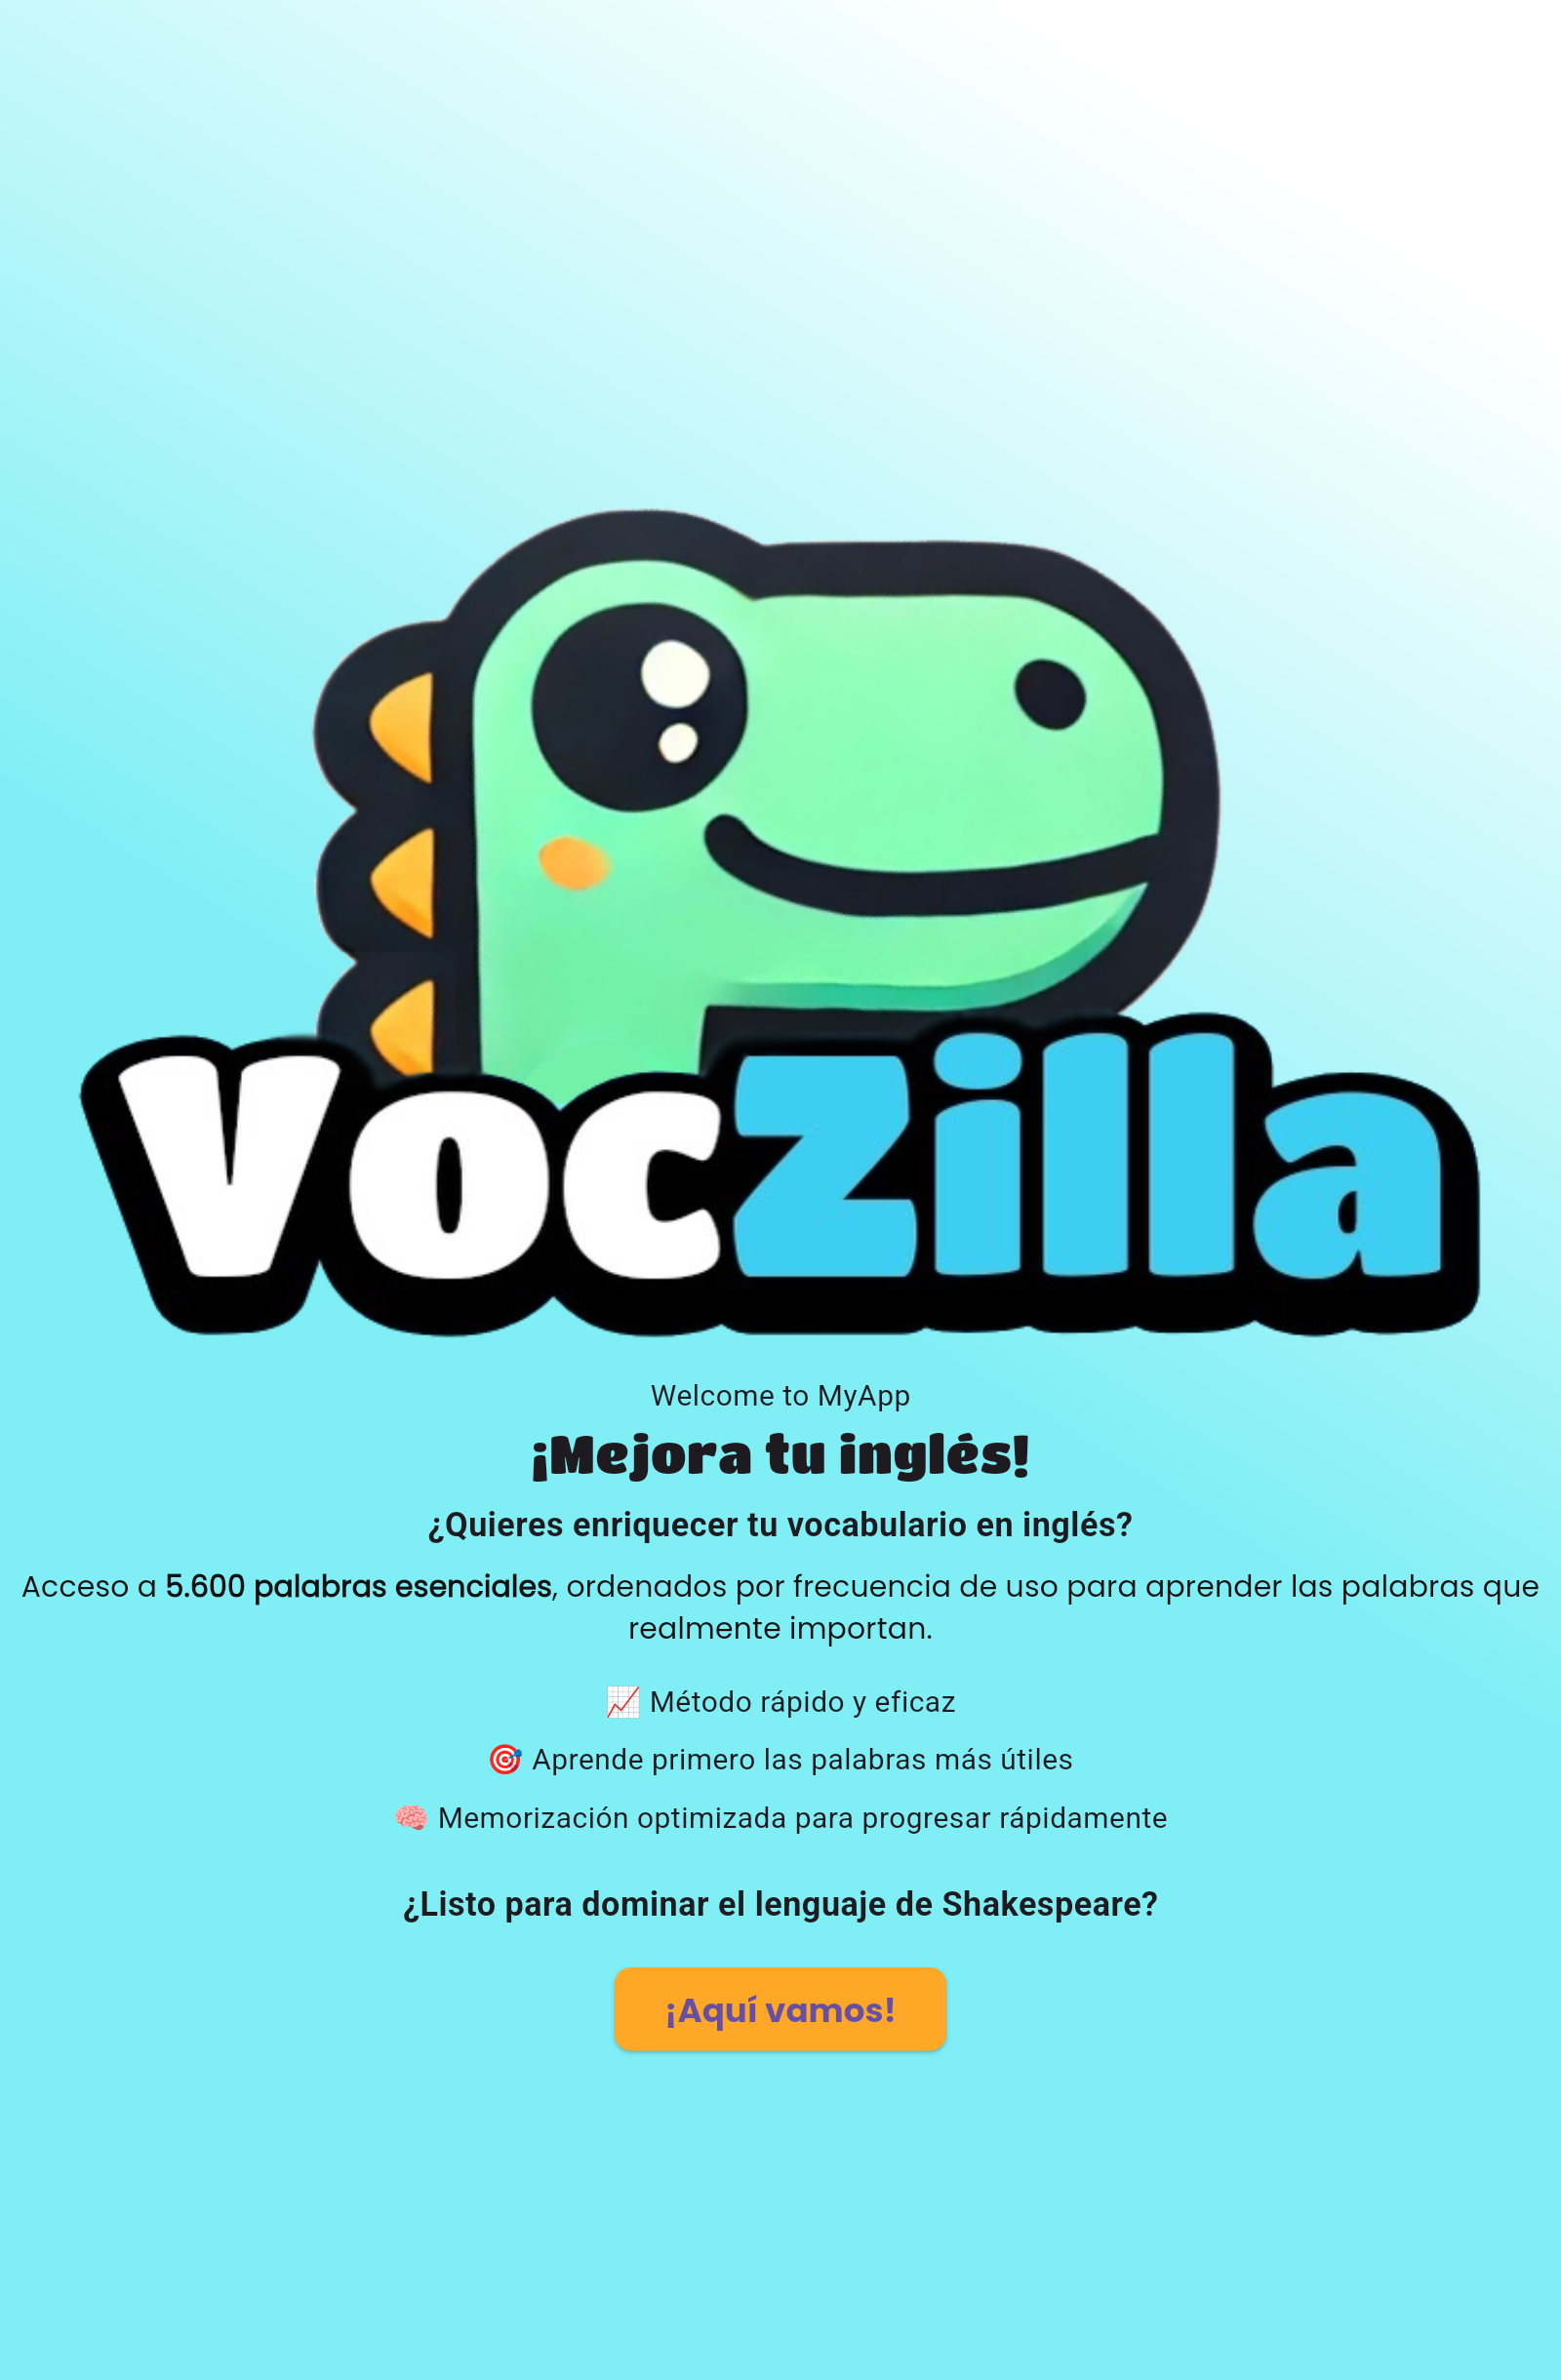 VocZilla
Welcome to MyApp
¡Mejora tu inglés!
¿Quieres enriquecer tu vocabulario en inglés?
Acceso a 5.600 palabras esenciales, ordenados por frecuencia de uso para aprender las palabras que
realmente importan.
📈 Método rápido y eficaz
🎯 Aprende primero las palabras más útiles
🧠 Memorización optimizada para progresar rápidamente
¿Listo para dominar el lenguaje de Shakespeare?
¡Aquí vamos!